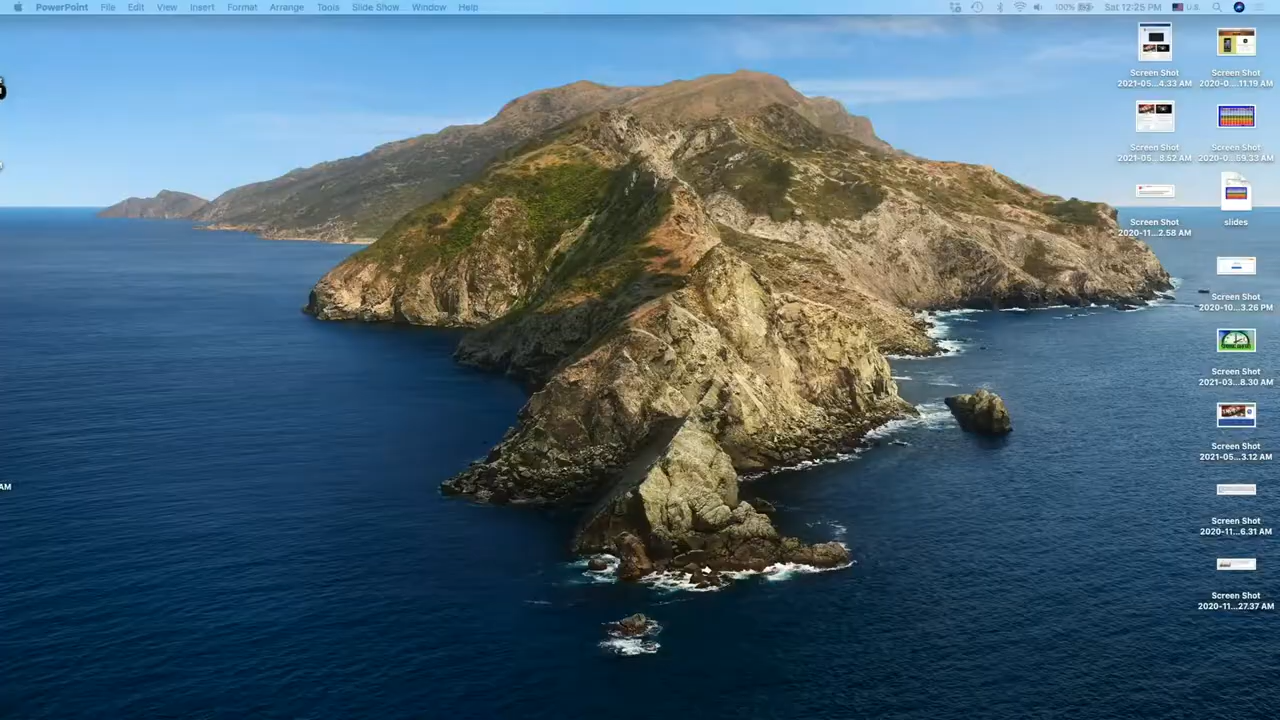 PowerPoint File Edit View Insert Format Arrange Tools Slide Show Window Help 100% Sat 12:25 PM U.S.
Screen Shot
2021-05...4.33 AM
Screen Shot
2020-0....11.19 AM
Screen Shot
2021-05...8.52 AM
Screen Shot
2020-0...59.33 AM
Screen Shot
2020-11...2.58 AM
slides
Screen Shot
2020-10...3.26 PM
Screen Shot
2021-03...8.30 AM
Screen Shot
2021-05...3.12 AM
AM
Screen Shot
2020-11...6.31 AM
Screen Shot
2020-11...27.37 AM